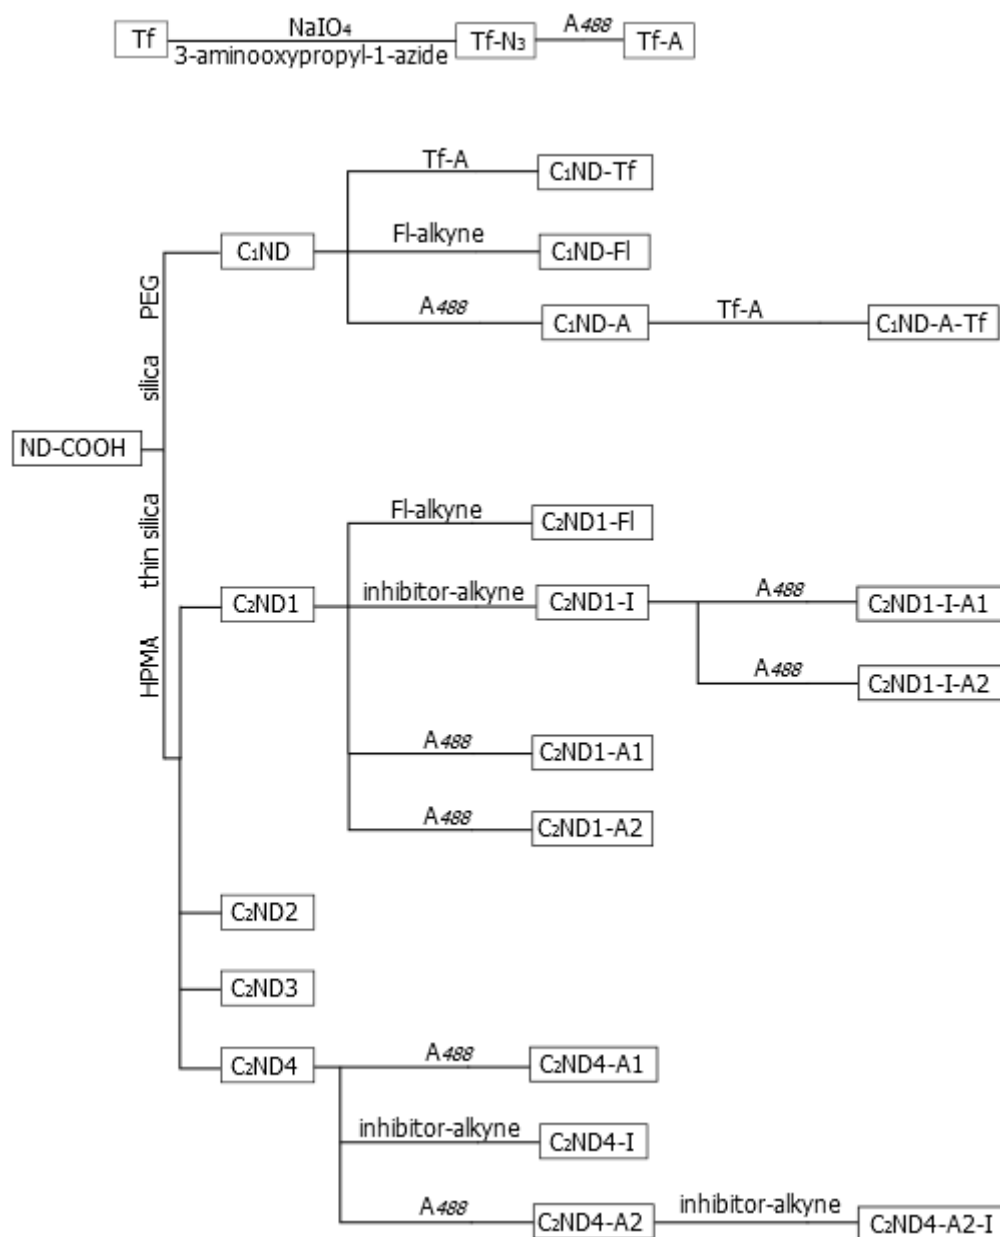 Tf
NaIO₄
3-aminooxypropyl-1-azide
Tf-N₃
A488
Tf-A
Tf-A
C₁ND-Tf
C₁ND
Fl-alkyne
C₁ND-Fl
PEG
A488
C₁ND-A
Tf-A
C₁ND-A-Tf
silica
ND-COOH
thin silica
Fl-alkyne
C₂ND1-Fl
HPMA
C₂ND1
inhibitor-alkyne
C₂ND1-I
A488
C₂ND1-I-A1
A488
C₂ND1-I-A2
A488
C₂ND1-A1
A488
C₂ND1-A2
C₂ND2
C₂ND3
C₂ND4
A488
C₂ND4-A1
inhibitor-alkyne
C₂ND4-I
A488
C₂ND4-A2
inhibitor-alkyne
C₂ND4-A2-I